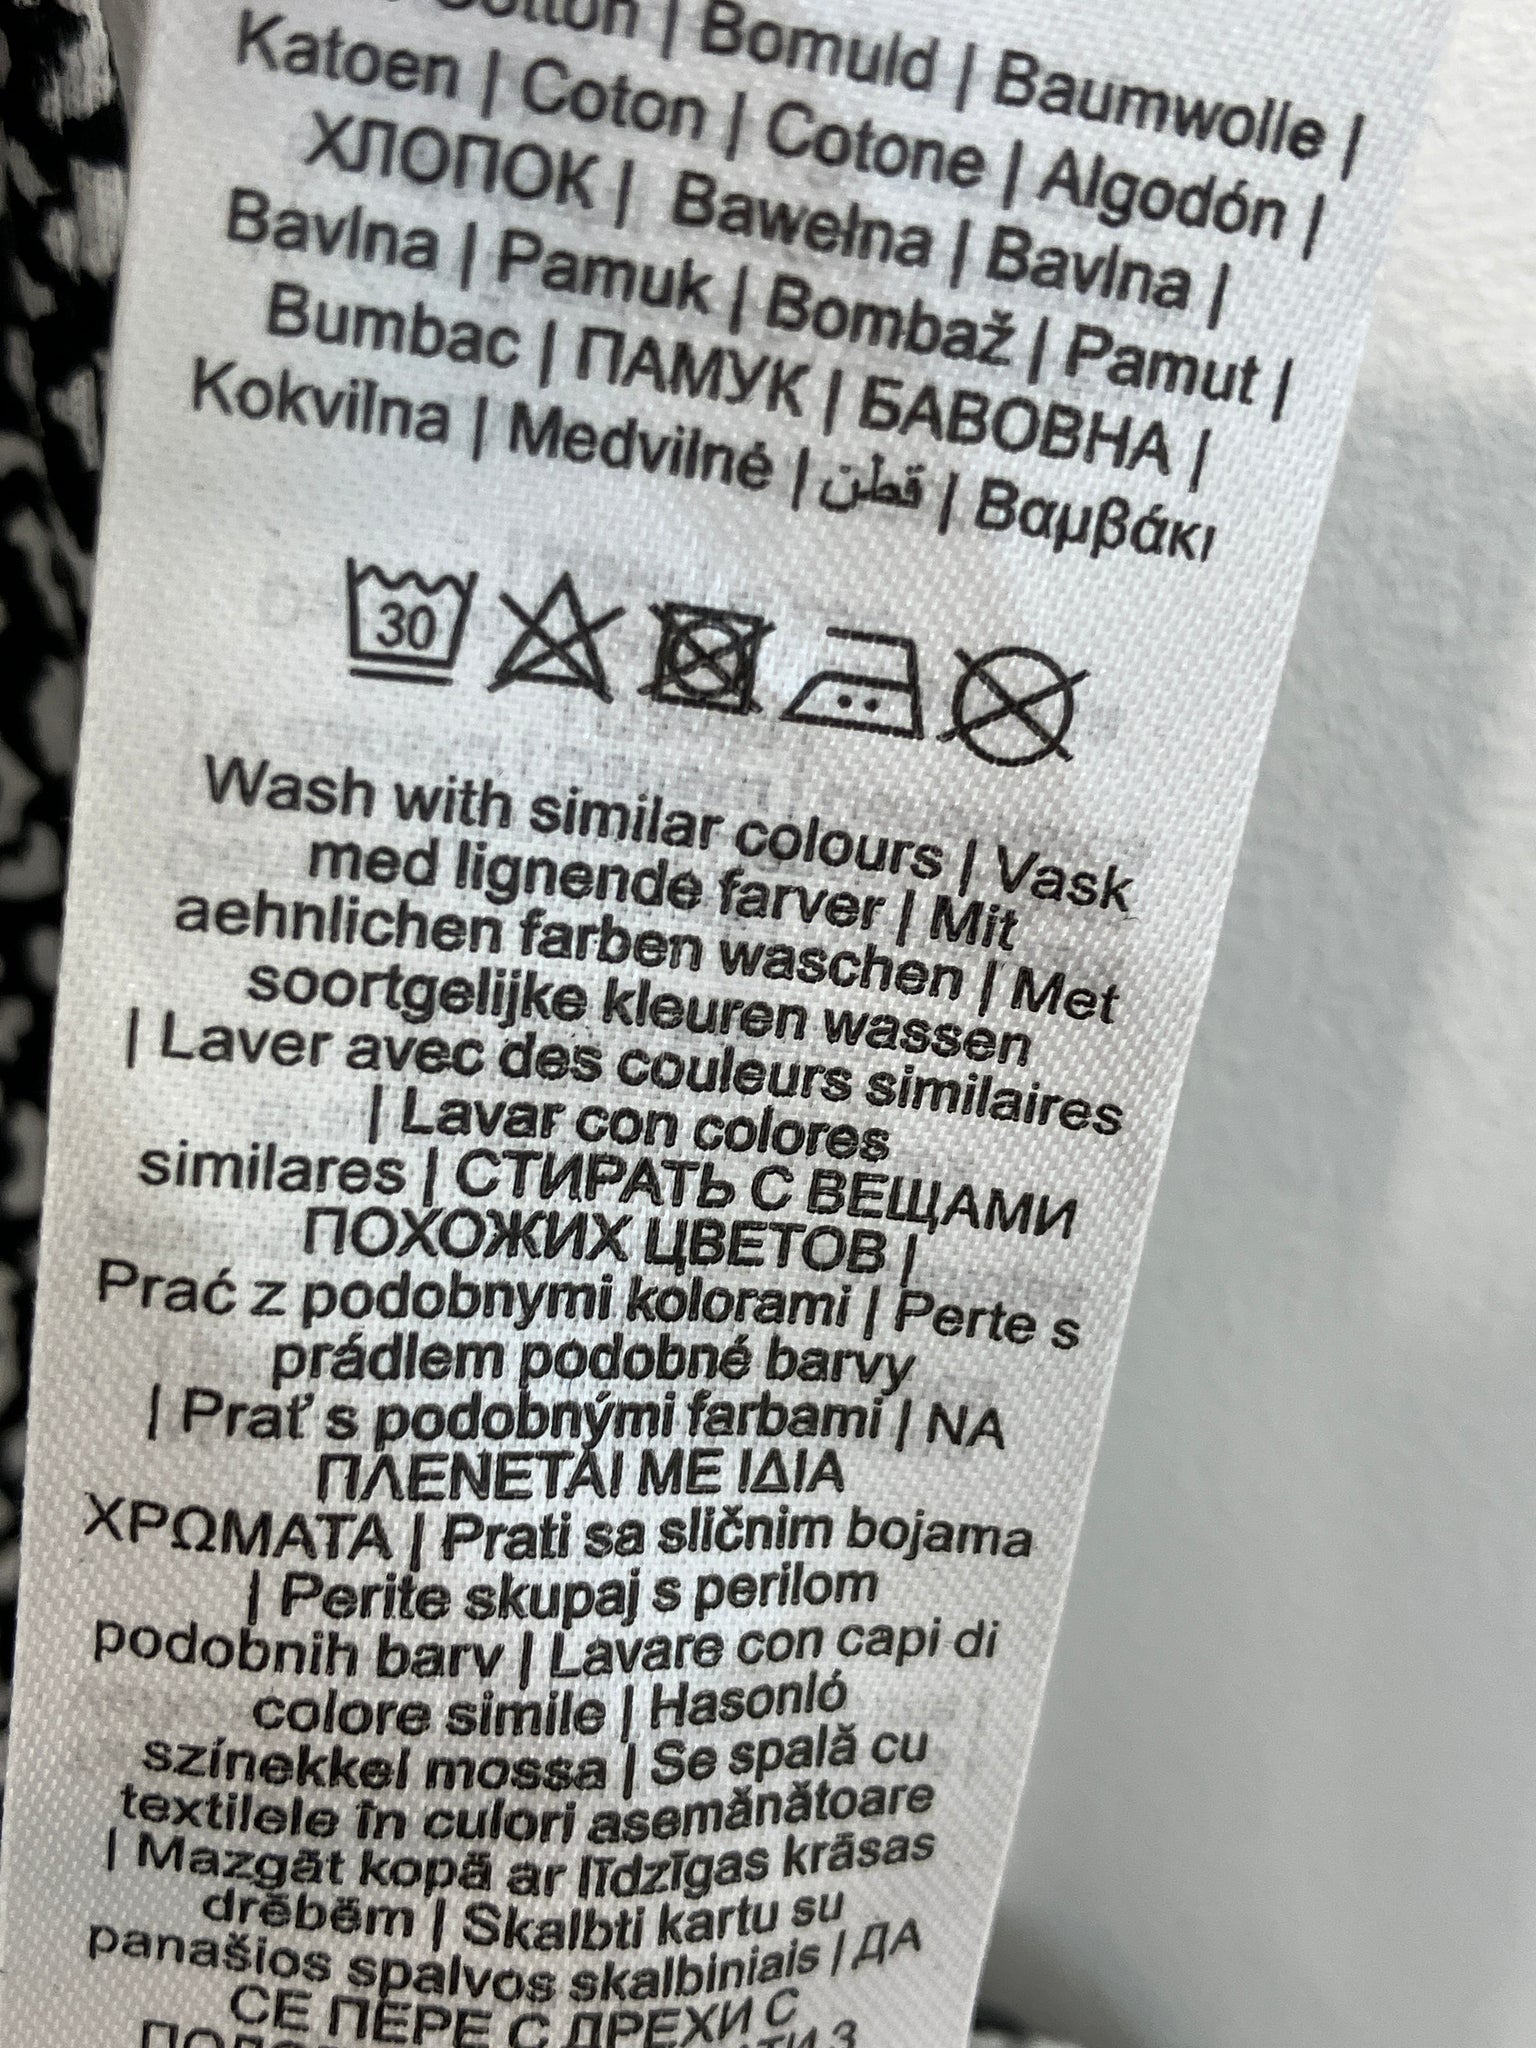 Cotton | Bomuld | Baumwolle |
Katoen | Coton | Cotone | Algodón |
ХЛОПОК | Bawełna | Bavlna |
Bavlna | Pamuk | Bombaž | Pamut |
Bumbac | ПАМУК | БАВОВНА |
Kokvilna | Medvilnė | قطن | Βαμβάκι
30
Wash with similar colours | Vask
med lignende farver | Mit
aehnlichen farben waschen | Met
soortgelijke kleuren wassen
| Laver avec des couleurs similaires
| Lavar con colores
similares | СТИРАТЬ С ВЕЩАМИ
ПОХОЖИХ ЦВЕТОВ |
Prać z podobnymi kolorami | Perte s
prádlem podobné barvy
| Prať s podobnými farbami | NA
ΠΛΕΝΕΤΑΙ ΜΕ ΙΔΙΑ
ΧΡΩΜΑΤΑ | Prati sa sličnim bojama
| Perite skupaj s perilom
podobnih barv | Lavare con capi di
colore simile | Hasonló
színekkel mossa | Se spală cu
textilele în culori asemănătoare
| Mazgāt kopā ar līdzīgas krāsas
drēbēm | Skalbti kartu su
panašios spalvos skalbiniais | ДА
СЕ ПЕРЕ С ДРЕХИ С